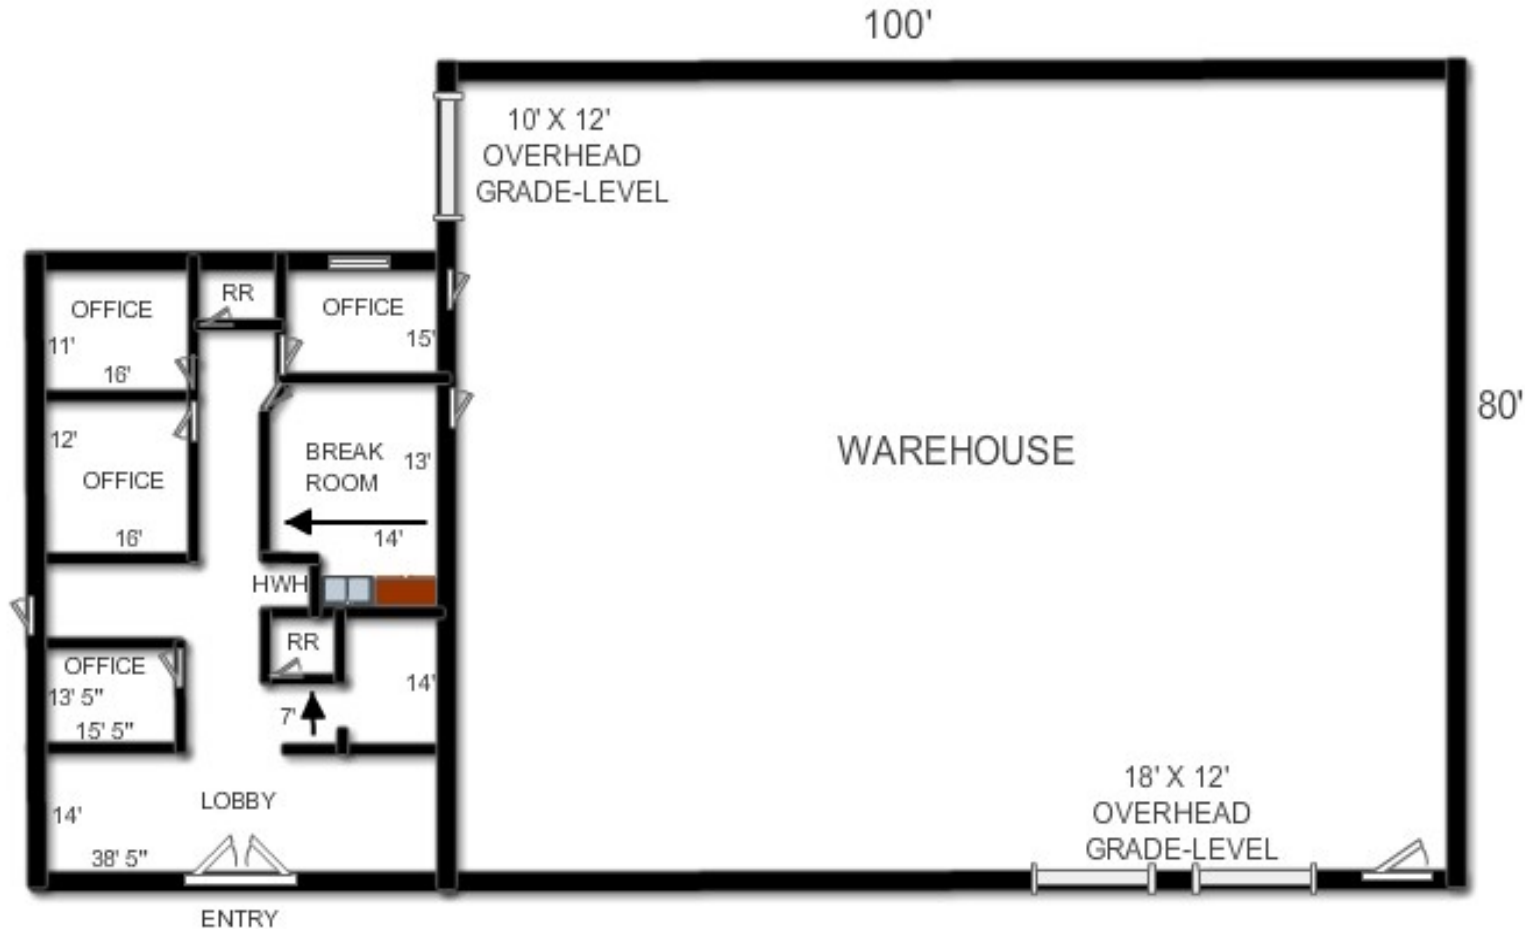 100'
10' X 12'
OVERHEAD
GRADE-LEVEL
OFFICE
11'
16'
RR
OFFICE
15'
12'
OFFICE
16'
BREAK
ROOM
13'
14'
WAREHOUSE
80'
HWH
RR
OFFICE
13' 5"
15' 5"
14'
7'
LOBBY
14'
38' 5"
18' X 12'
OVERHEAD
GRADE-LEVEL
ENTRY